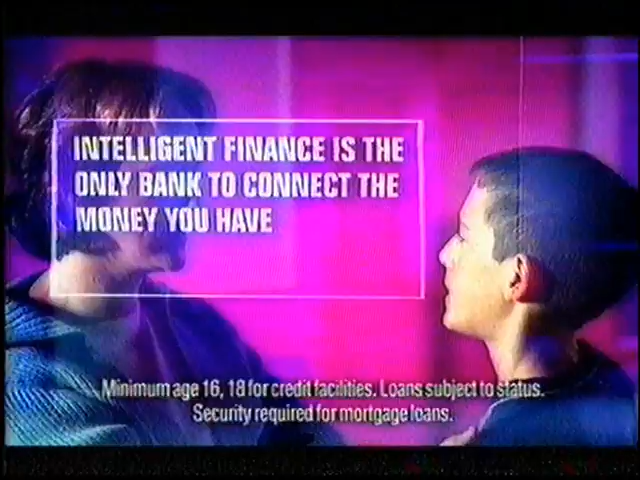 INTELLIGENT FINANCE IS THE
ONLY BANK TO CONNECT THE
MONEY YOU HAVE
Minimum age 16, 18 for credit facilities. Loans subject to status.
Security required for mortgage loans.